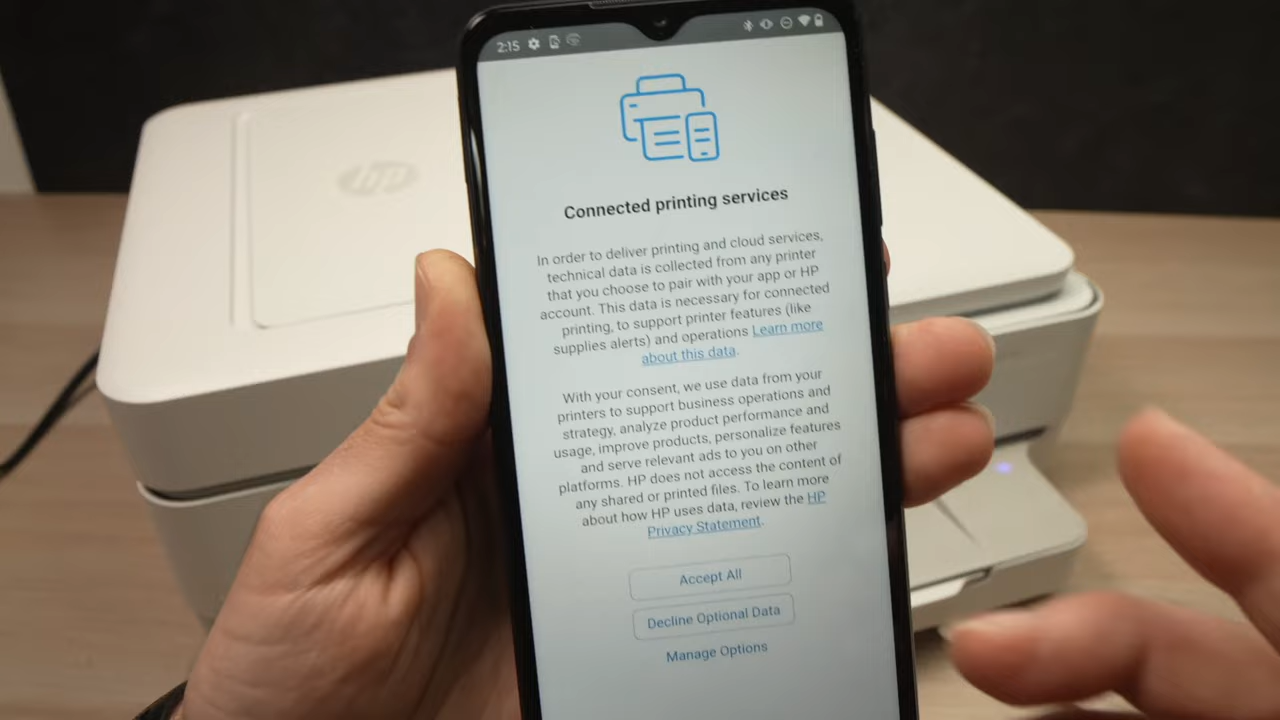 2:15
hp
Connected printing services
In order to deliver printing and cloud services,
technical data is collected from any printer
that you choose to pair with your app or HP
account. This data is necessary for connected
printing, to support printer features (like
supplies alerts) and operations Learn more
about this data.
With your consent, we use data from your
printers to support business operations and
strategy, analyze product performance and
usage, improve products, personalize features
and serve relevant ads to you on other
platforms. HP does not access the content of
any shared or printed files. To learn more
about how HP uses data, review the HP
Privacy Statement.
Accept All
Decline Optional Data
Manage Options